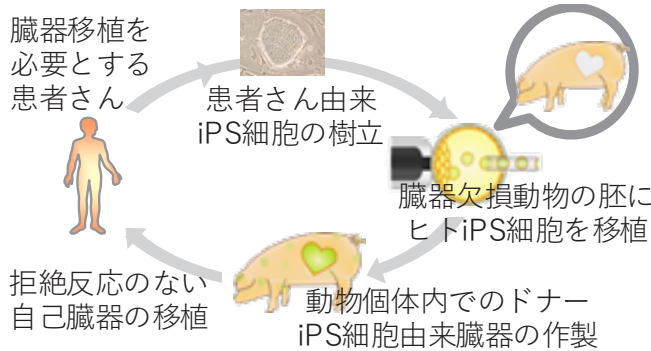 臓器移植を
必要とする
患者さん
患者さん由来
iPS細胞の樹立
臓器欠損動物の胚に
ヒトiPS細胞を移植
動物個体内でのドナー
iPS細胞由来臓器の作製
拒絶反応のない
自己臓器の移植